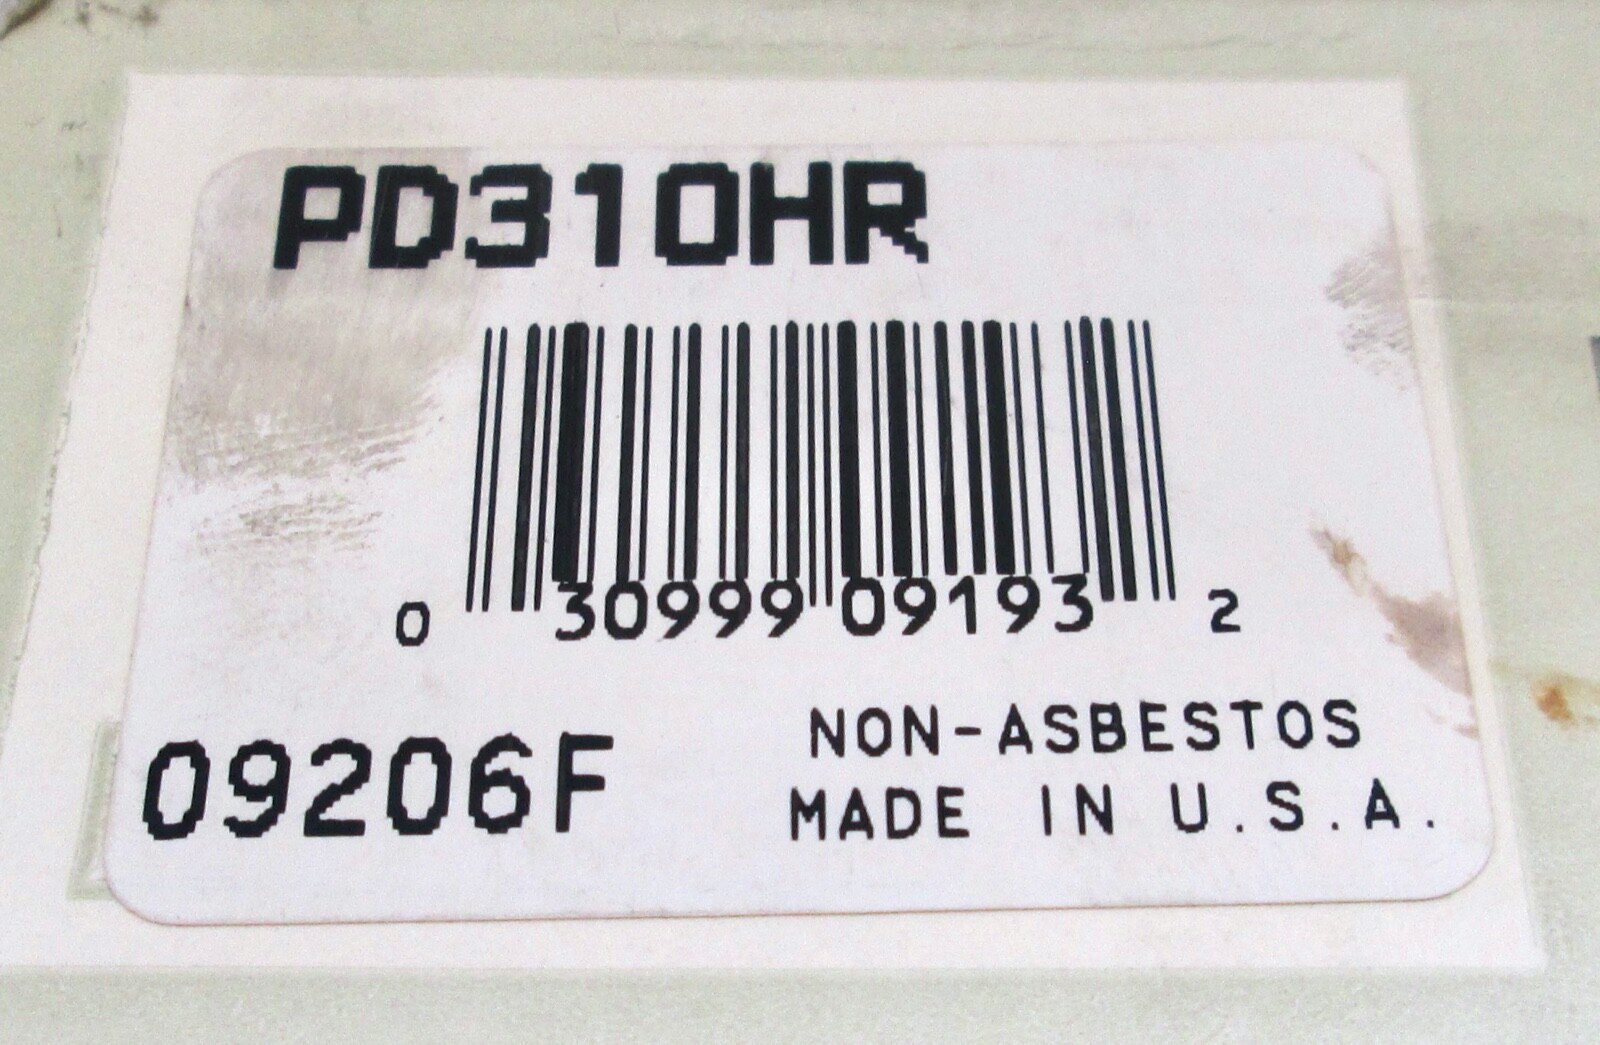 PD310HR
0 30999 09193 2
09206F
NON-ASBESTOS
MADE IN U.S.A.